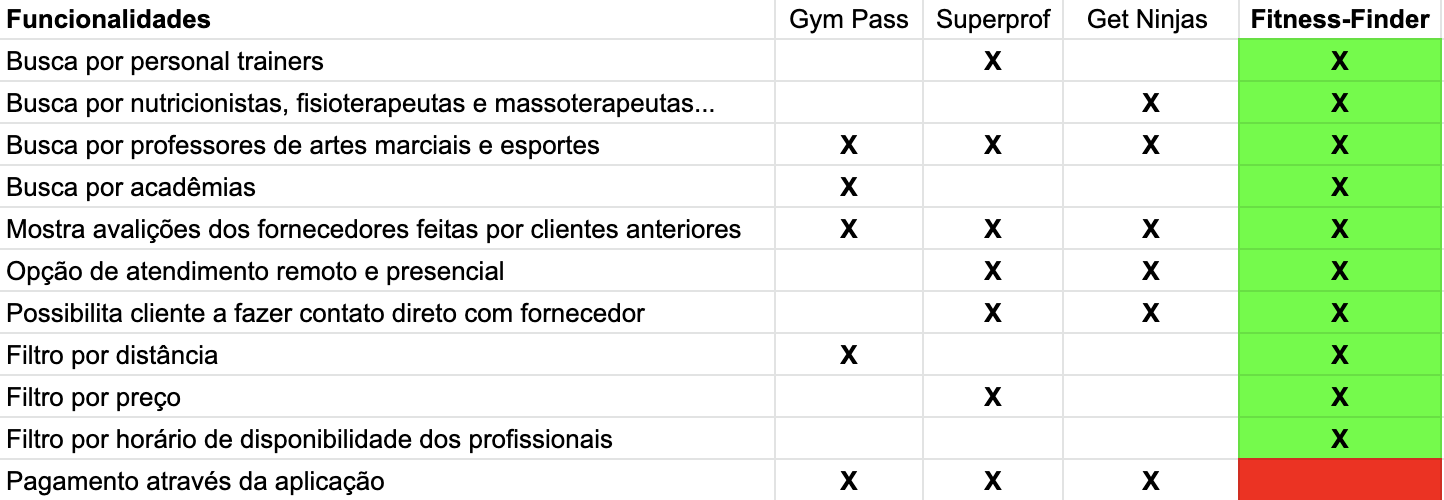 Funcionalidades Gym Pass Superprof Get Ninjas Fitness-Finder
Busca por personal trainers X X
Busca por nutricionistas, fisioterapeutas e massoterapeutas... X X
Busca por professores de artes marciais e esportes X X X X
Busca por acadêmias X X
Mostra avalições dos fornecedores feitas por clientes anteriores X X X X
Opção de atendimento remoto e presencial X X X
Possibilita cliente a fazer contato direto com fornecedor X X X
Filtro por distância X X
Filtro por preço X X
Filtro por horário de disponibilidade dos profissionais X
Pagamento através da aplicação X X X